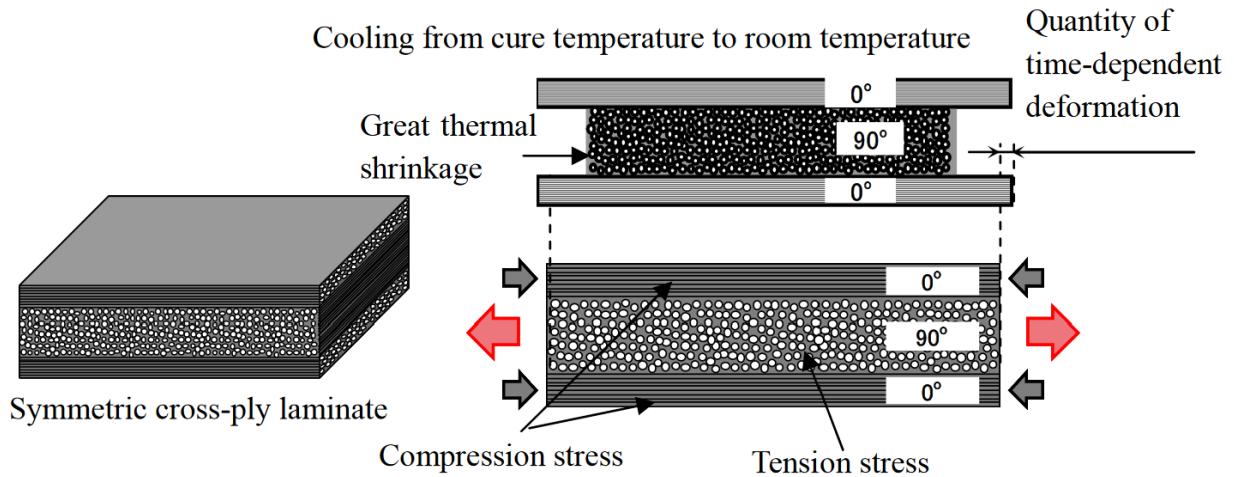 Cooling from cure temperature to room temperature
Quantity of
time-dependent
deformation
Great thermal
shrinkage
0°
90°
0°
0°
90°
0°
Symmetric cross-ply laminate
Compression stress
Tension stress